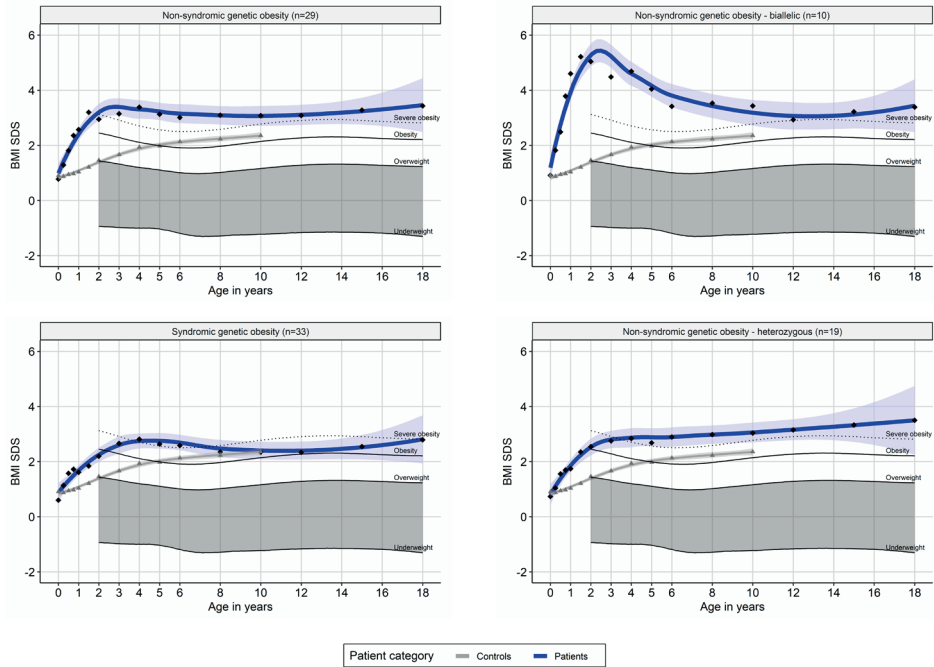 Non-syndromic genetic obesity (n=29)
6
4
2
0
-2
BMI SDS
Severe obesity
Obesity
Overweight
Underweight
0 1 2 3 4 5 6 8 10 12 14 16 18
Age in years
Non-syndromic genetic obesity - biallelic (n=10)
6
4
2
0
-2
BMI SDS
Severe obesity
Obesity
Overweight
Underweight
0 1 2 3 4 5 6 8 10 12 14 16 18
Age in years
Syndromic genetic obesity (n=33)
6
4
2
0
-2
BMI SDS
Severe obesity
Obesity
Overweight
Underweight
0 1 2 3 4 5 6 8 10 12 14 16 18
Age in years
Non-syndromic genetic obesity - heterozygous (n=19)
6
4
2
0
-2
BMI SDS
Severe obesity
Obesity
Overweight
Underweight
0 1 2 3 4 5 6 8 10 12 14 16 18
Age in years
Patient category Controls Patients